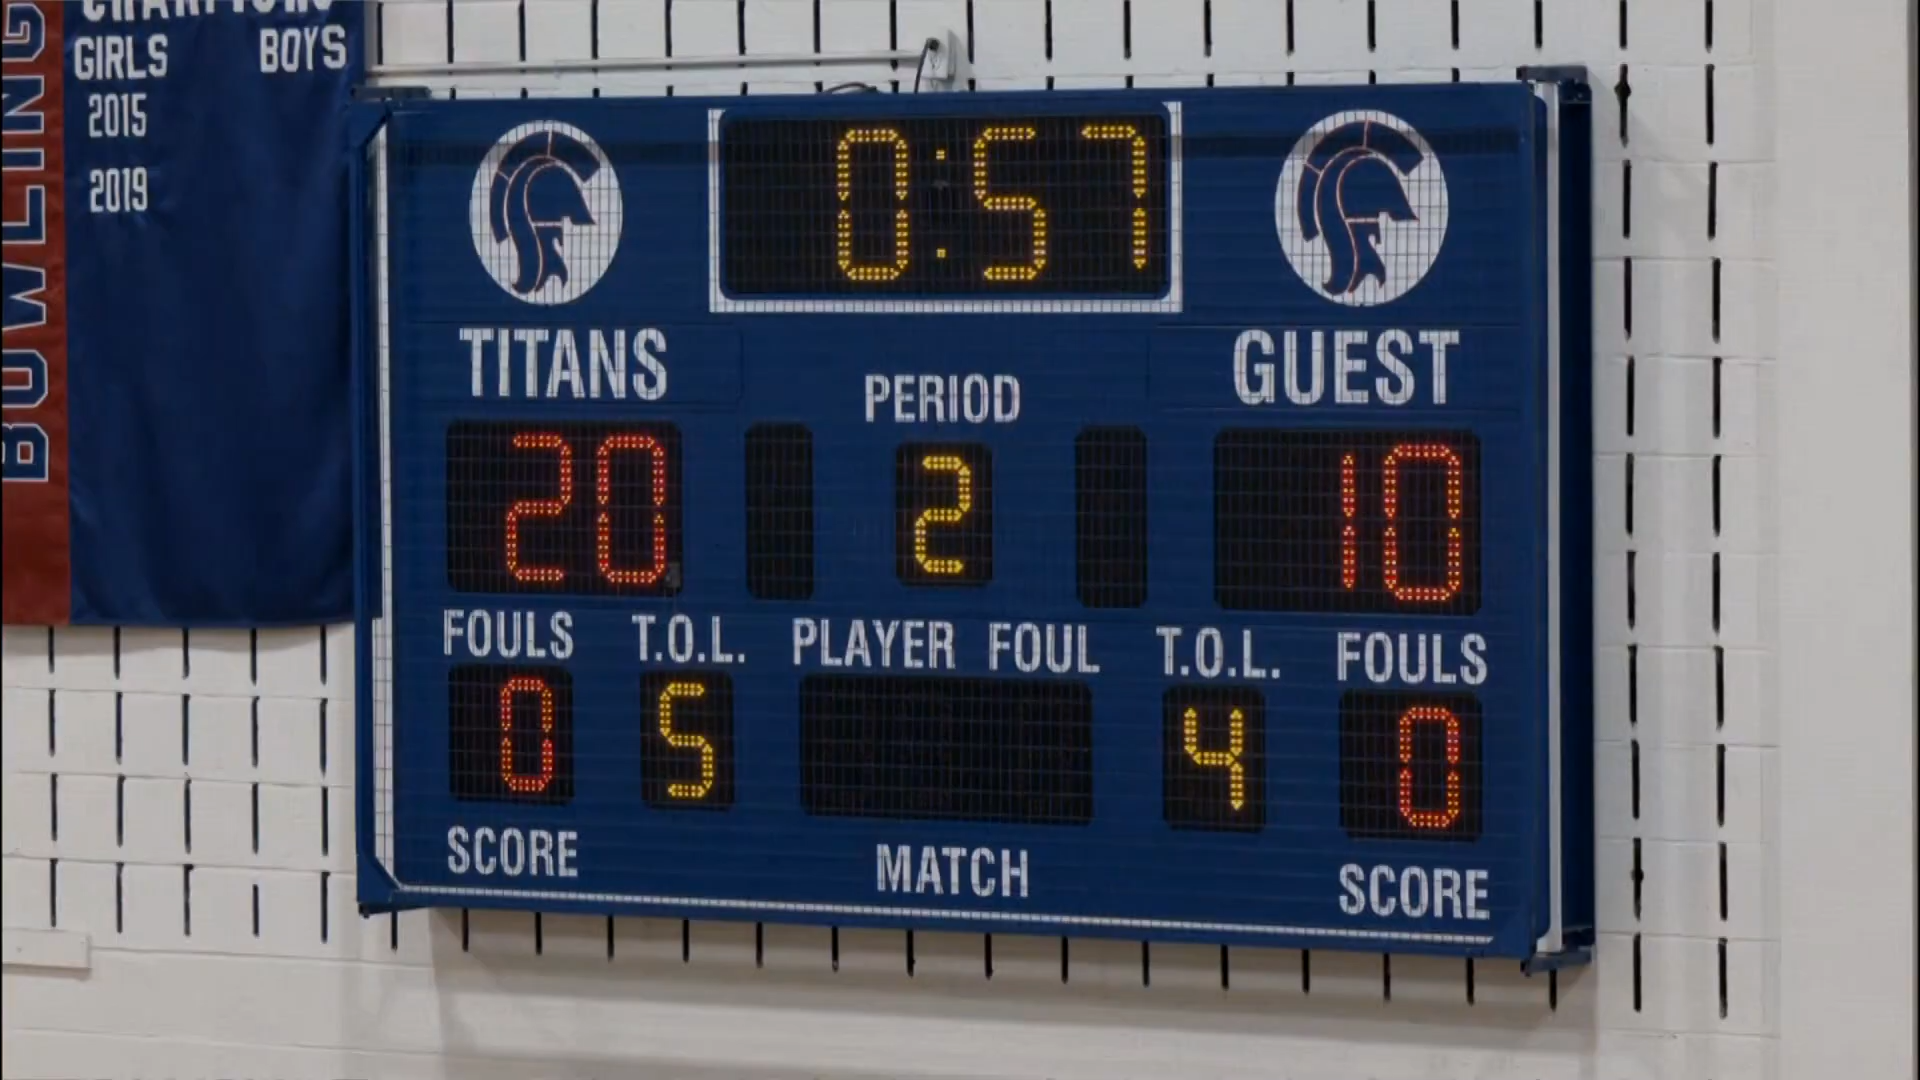 CHAMPIONS
GIRLS BOYS
2015
2019
BOWLING
0:57
TITANS
GUEST
PERIOD
20
2
10
FOULS T.O.L. PLAYER FOUL T.O.L. FOULS
0 5 4 0
SCORE MATCH SCORE